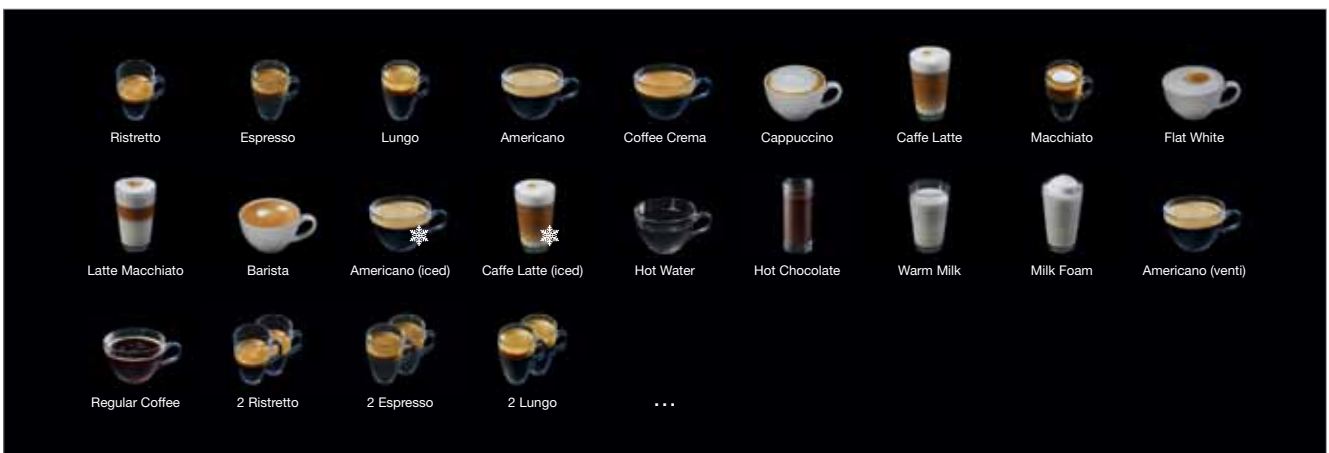 Ristretto
Espresso
Lungo
Americano
Coffee Crema
Cappuccino
Caffe Latte
Macchiato
Flat White
Latte Macchiato
Barista
Americano (iced)
Caffe Latte (iced)
Hot Water
Hot Chocolate
Warm Milk
Milk Foam
Americano (venti)
Regular Coffee
2 Ristretto
2 Espresso
2 Lungo
...